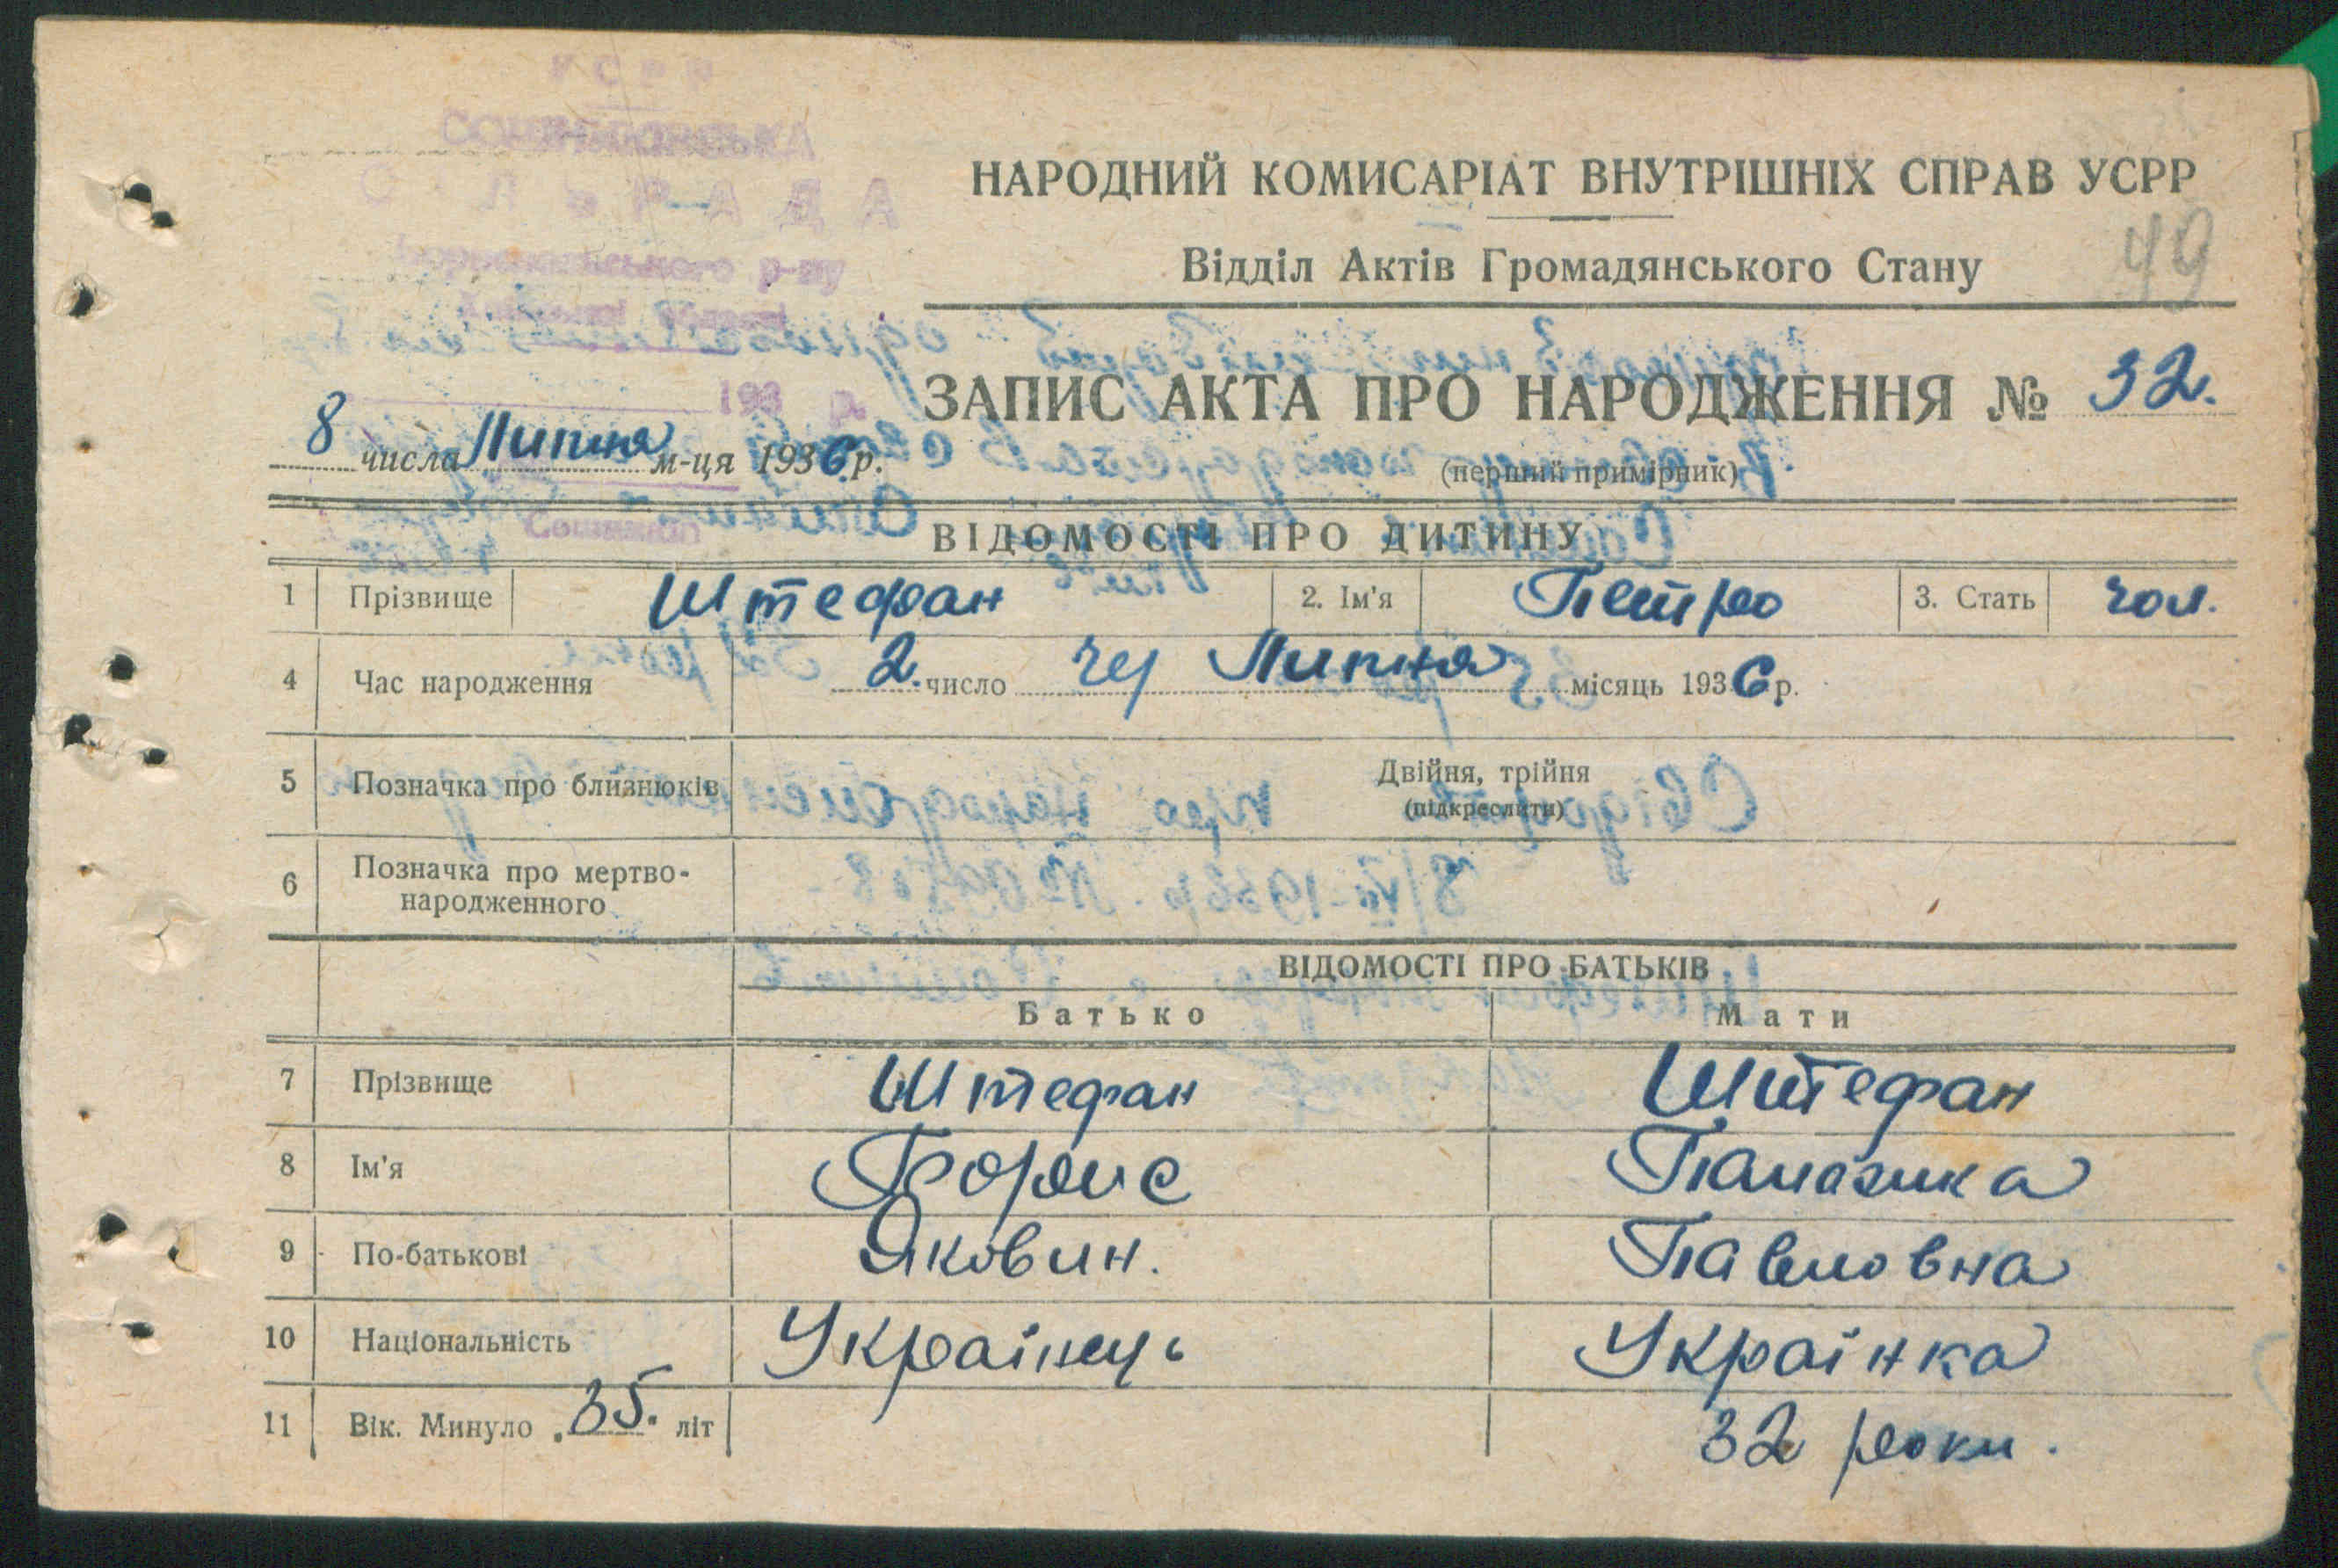 УСРР
СІЛЬРАДА
р-ну
193 р.
НАРОДНИЙ КОМИСАРІАТ ВНУТРІШНІХ СПРАВ УСРР
Відділ Актів Громадянського Стану
49
ЗАПИС АКТА ПРО НАРОДЖЕННЯ № 32.
8 числа Липня м-ця 1936 р.
(перший примірник)
ВІДОМОСТІ ПРО ДИТИНУ
1 Прізвище Штефан 2. Ім'я Петро 3. Стать чол.
4 Час народження 2. число Липня місяць 1936 р.
5 Позначка про близнюків Двійня, трійня
(підкреслити)
6 Позначка про мертво-
народженного
ВІДОМОСТІ ПРО БАТЬКІВ
Батько Мати
7 Прізвище Штефан Штефан
8 Ім'я Борис
9 По-батькові Яковин. Павловна
10 Національність Українець Українка
11 Вік. Минуло 35. літ 32 роки.